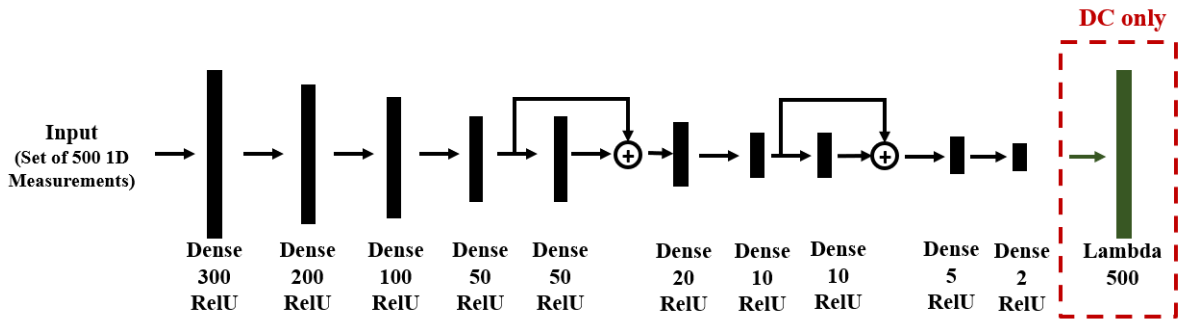 DC only
Input
(Set of 500 1D
Measurements)
+
+
Dense
300
RelU
Dense
200
RelU
Dense
100
RelU
Dense
50
RelU
Dense
50
RelU
Dense
20
RelU
Dense
10
RelU
Dense
10
RelU
Dense
5
RelU
Dense
2
RelU
Lambda
500